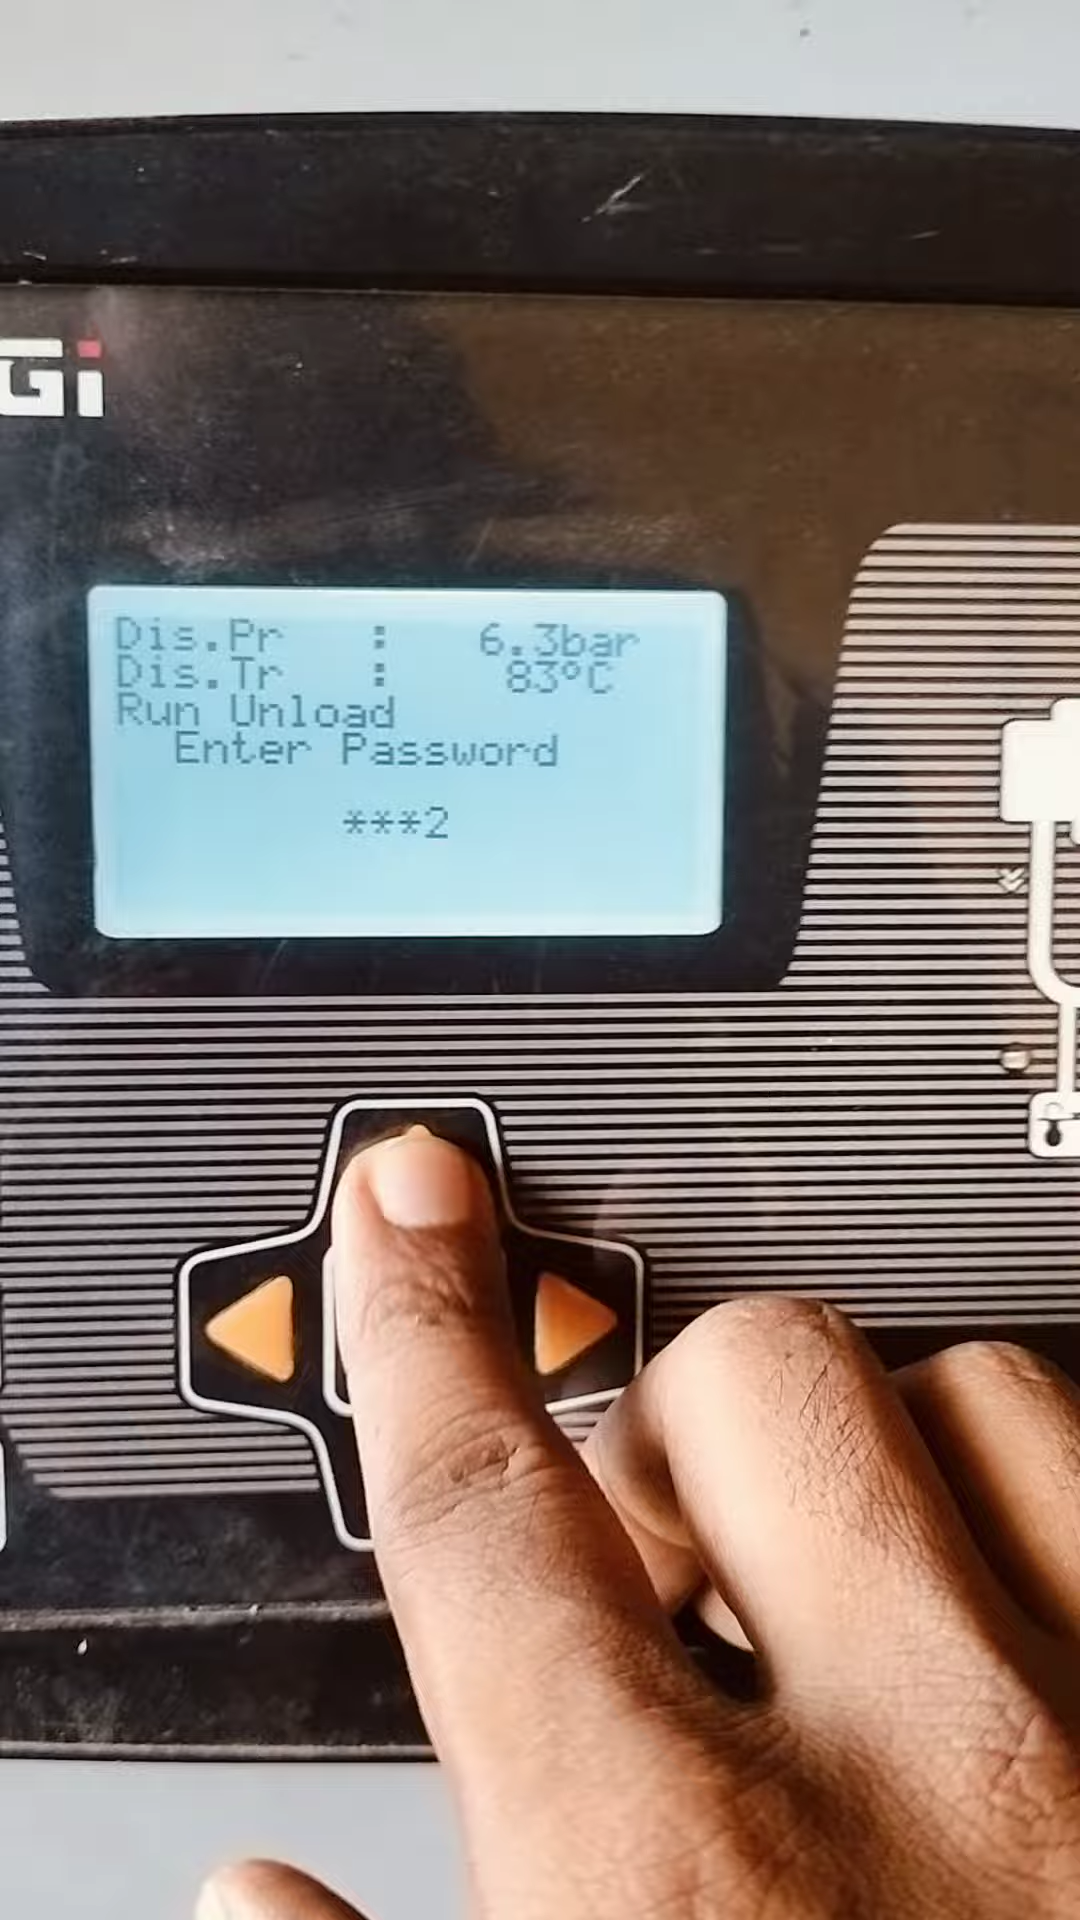 Gi
Dis.Pr : 6.3bar
Dis.Tr : 83°C
Run Unload
Enter Password
***2